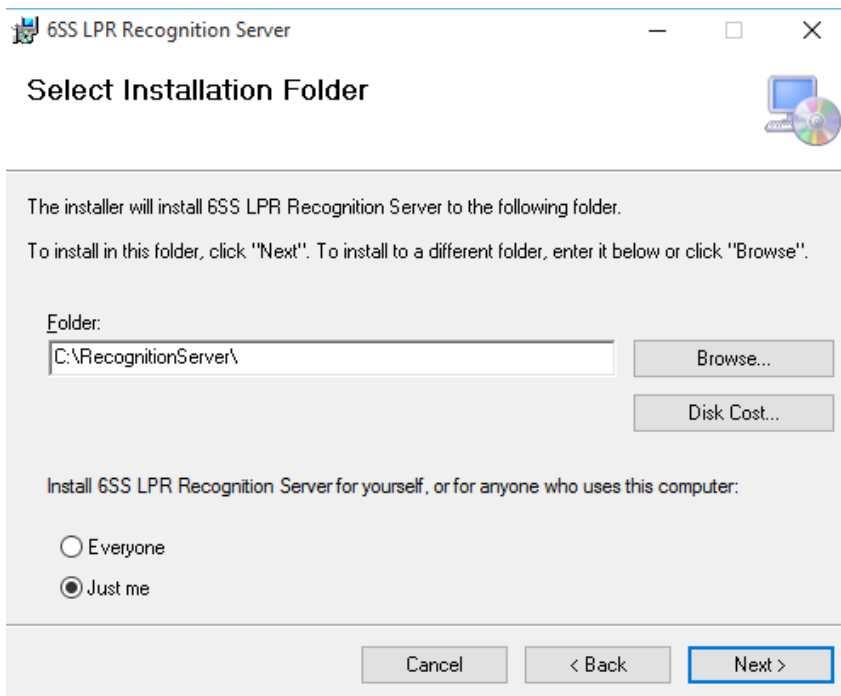 6SS LPR Recognition Server
Select Installation Folder
The installer will install 6SS LPR Recognition Server to the following folder.
To install in this folder, click "Next". To install to a different folder, enter it below or click "Browse".
Folder:
C:\RecognitionServer\
Browse...
Disk Cost...
Install 6SS LPR Recognition Server for yourself, or for anyone who uses this computer:
Everyone
Just me
Cancel
< Back
Next >